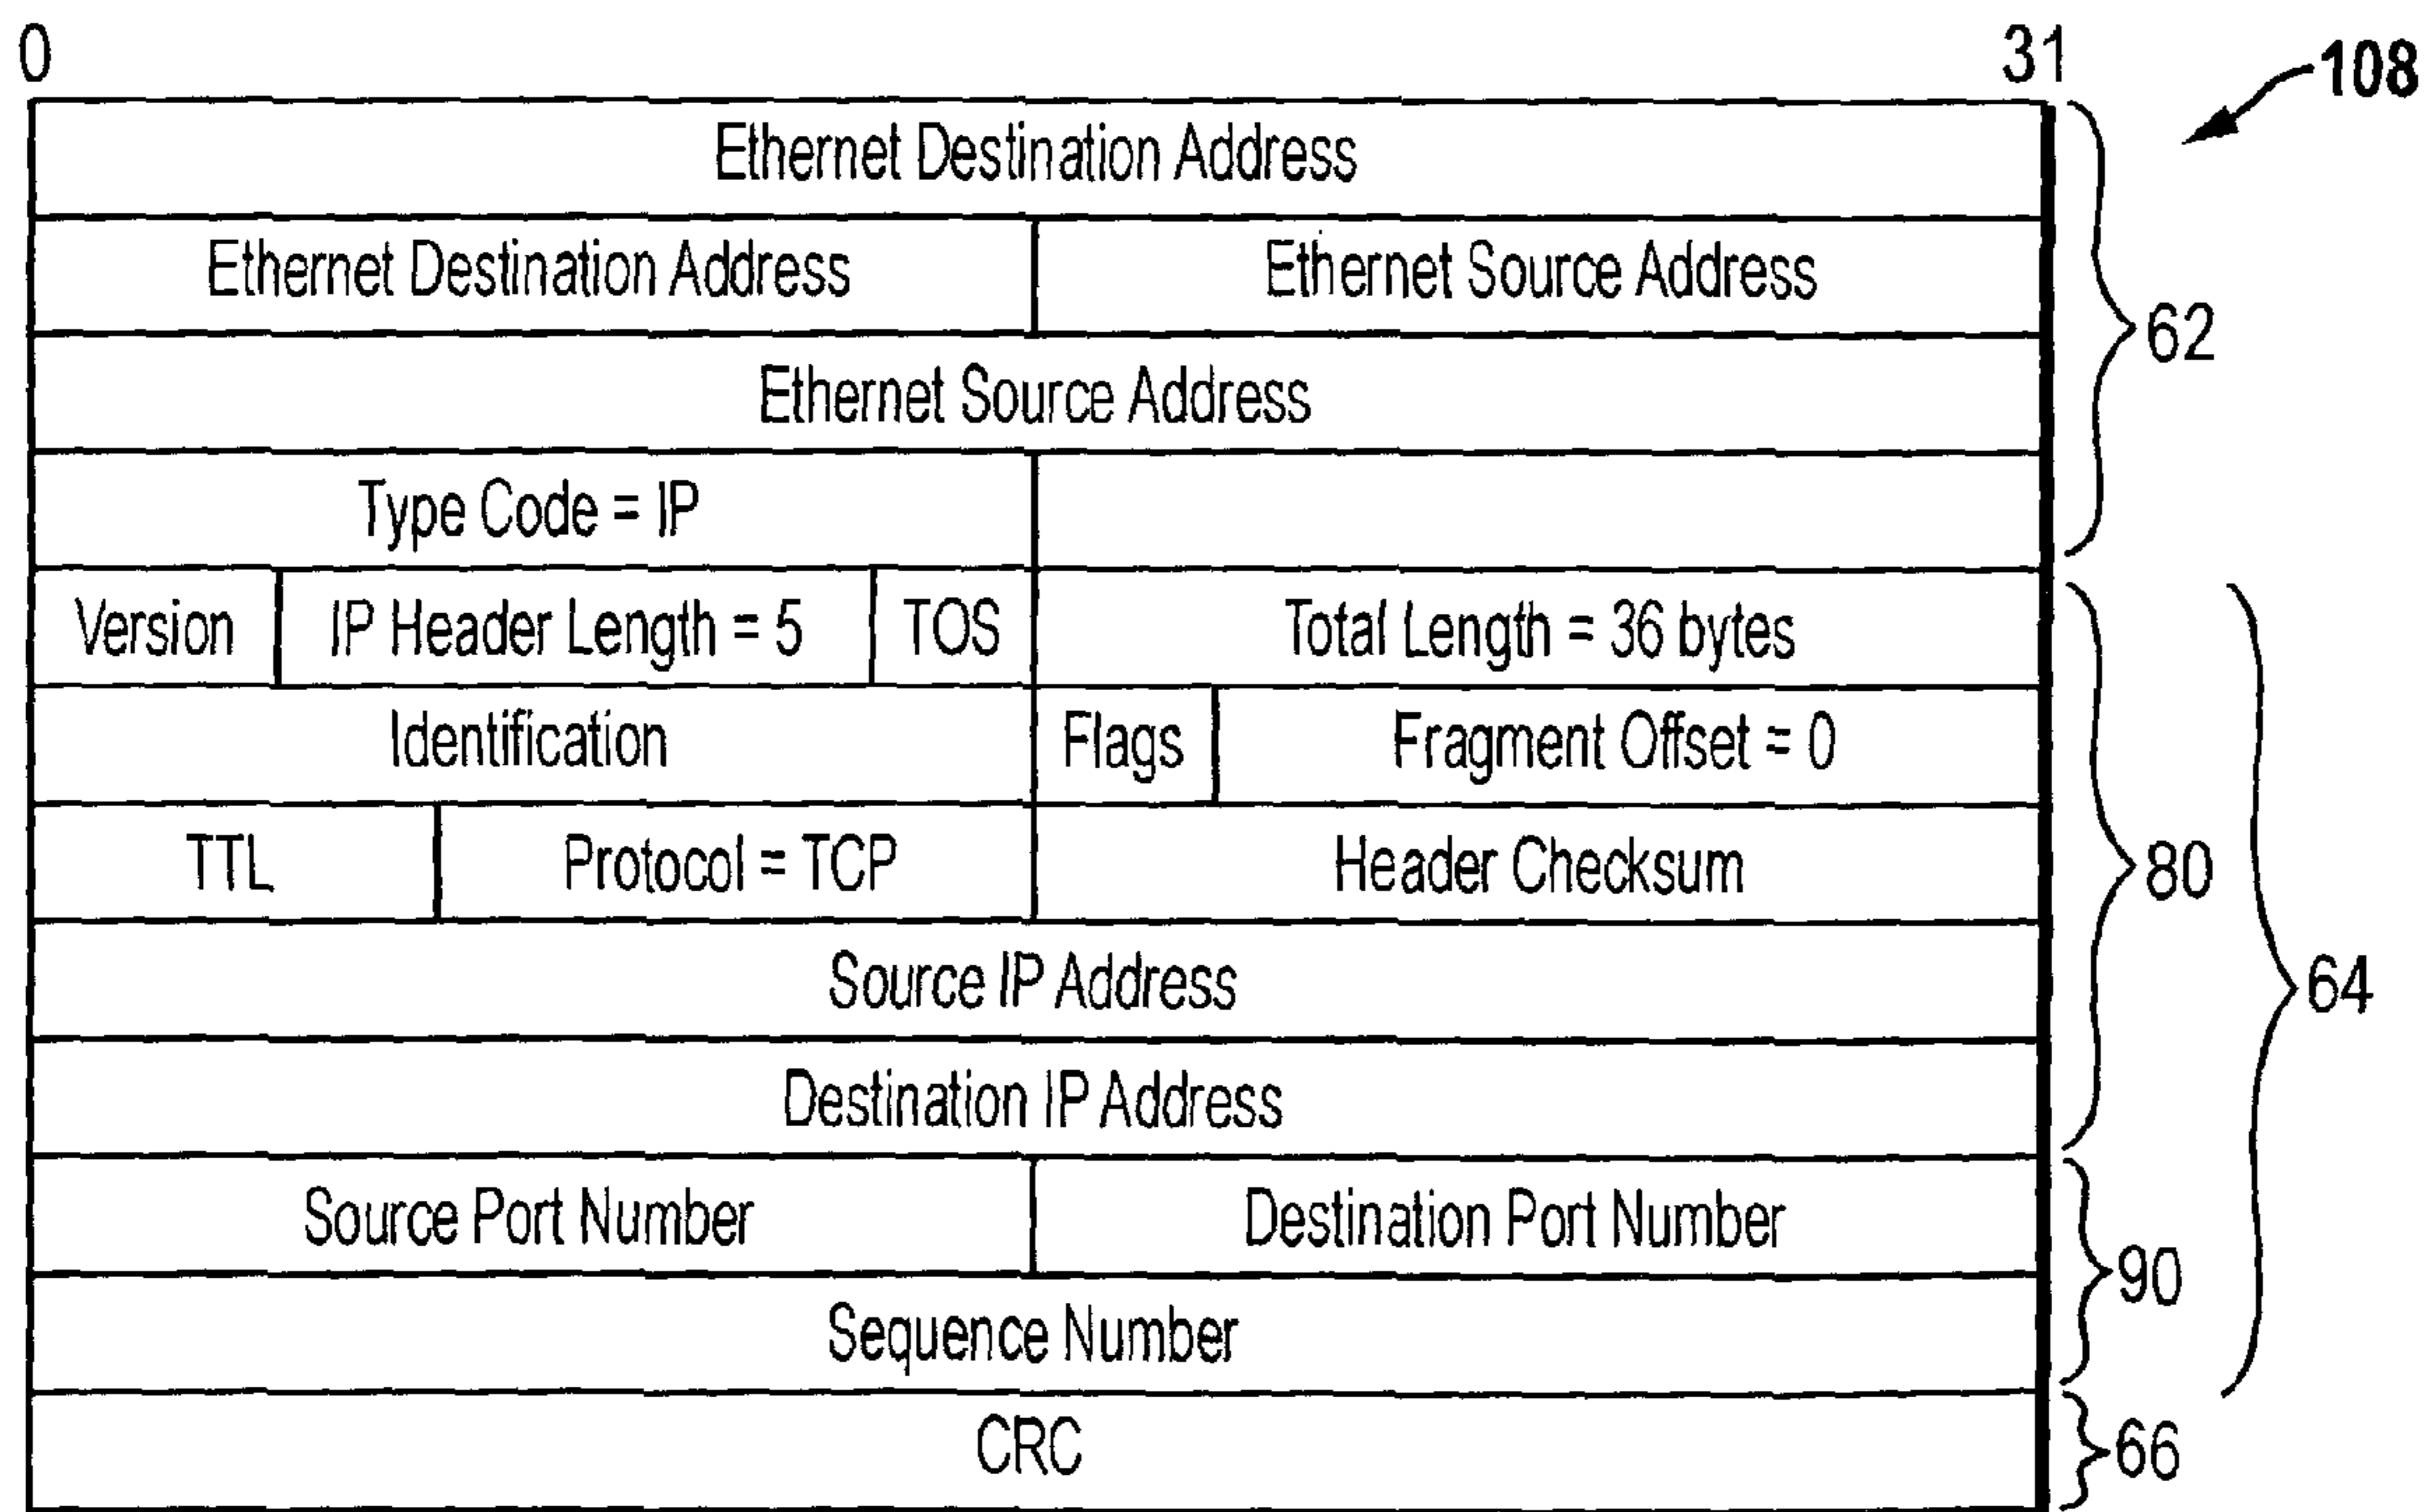 0 31
108
Ethernet Destination Address
Ethernet Destination Address Ethernet Source Address
62
Ethernet Source Address
Type Code = IP
Version IP Header Length = 5 TOS Total Length = 36 bytes
Identification Flags Fragment Offset = 0
TTL Protocol = TCP Header Checksum
80
Source IP Address
64
Destination IP Address
Source Port Number Destination Port Number
90
Sequence Number
CRC
66